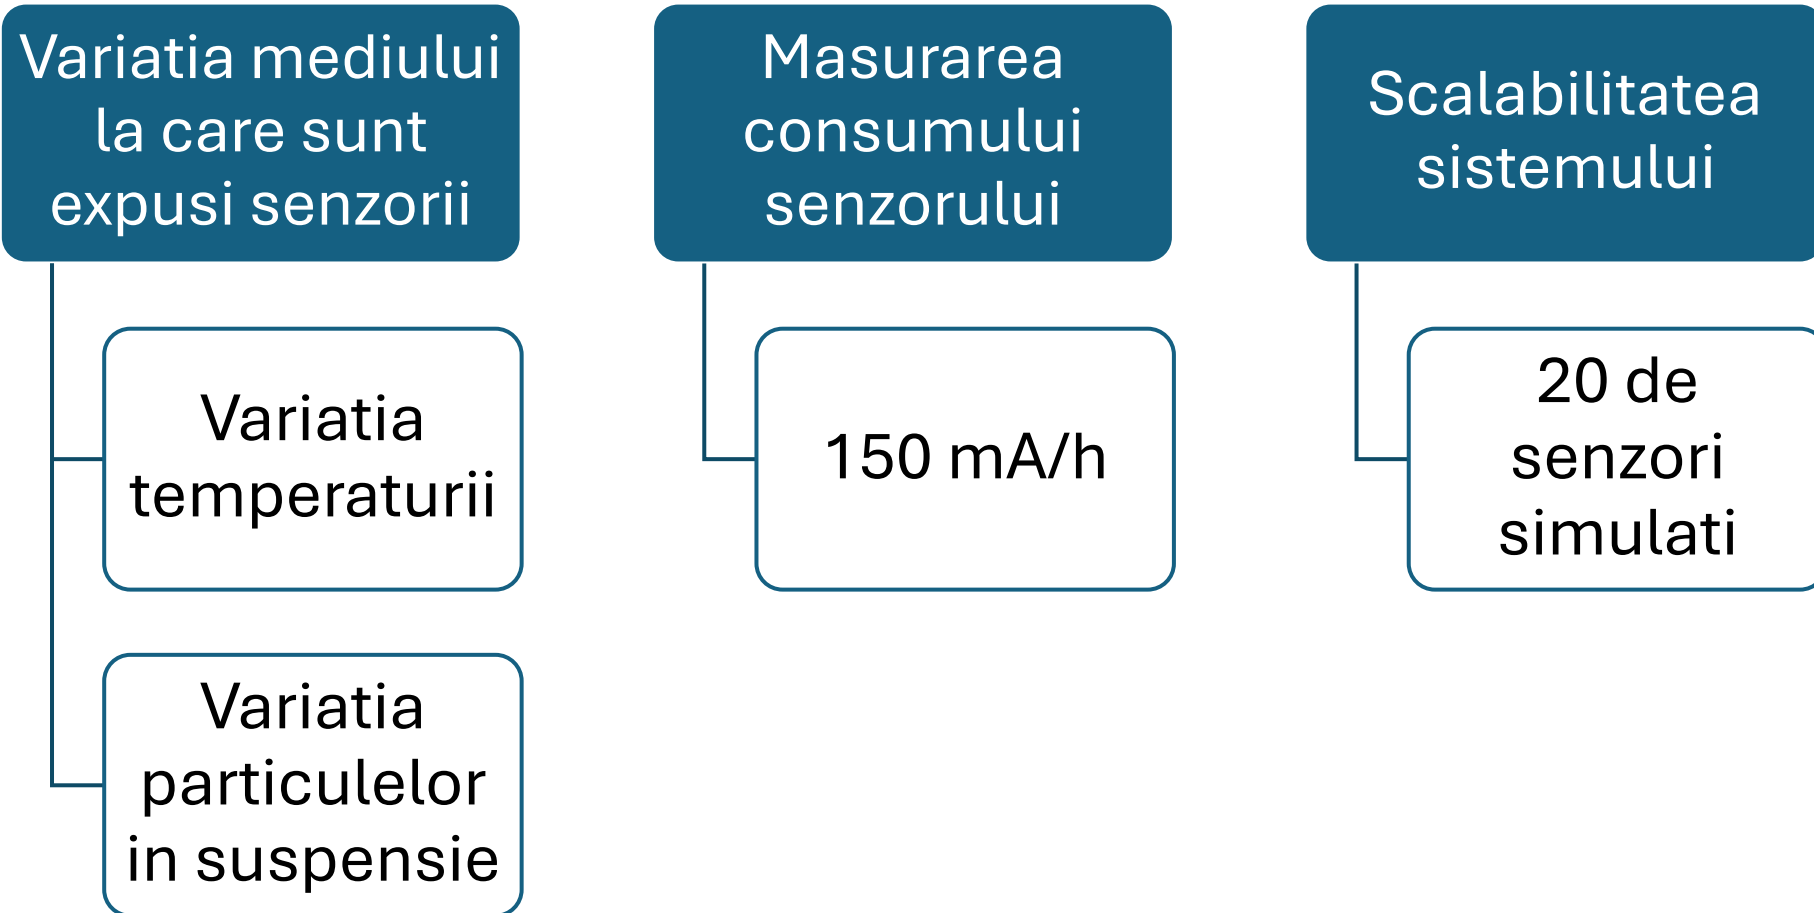 Variatia mediului
la care sunt
expusi senzorii
Variatia
temperaturii
Variatia
particulelor
in suspensie
Masurarea
consumului
senzorului
150 mA/h
Scalabilitatea
sistemului
20 de
senzori
simulati